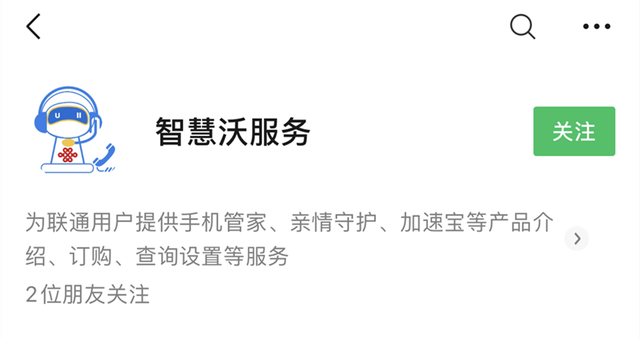 智慧沃服务
关注
为联通用户提供手机管家、亲情守护、加速宝等产品介
绍、订购、查询设置等服务
2位朋友关注